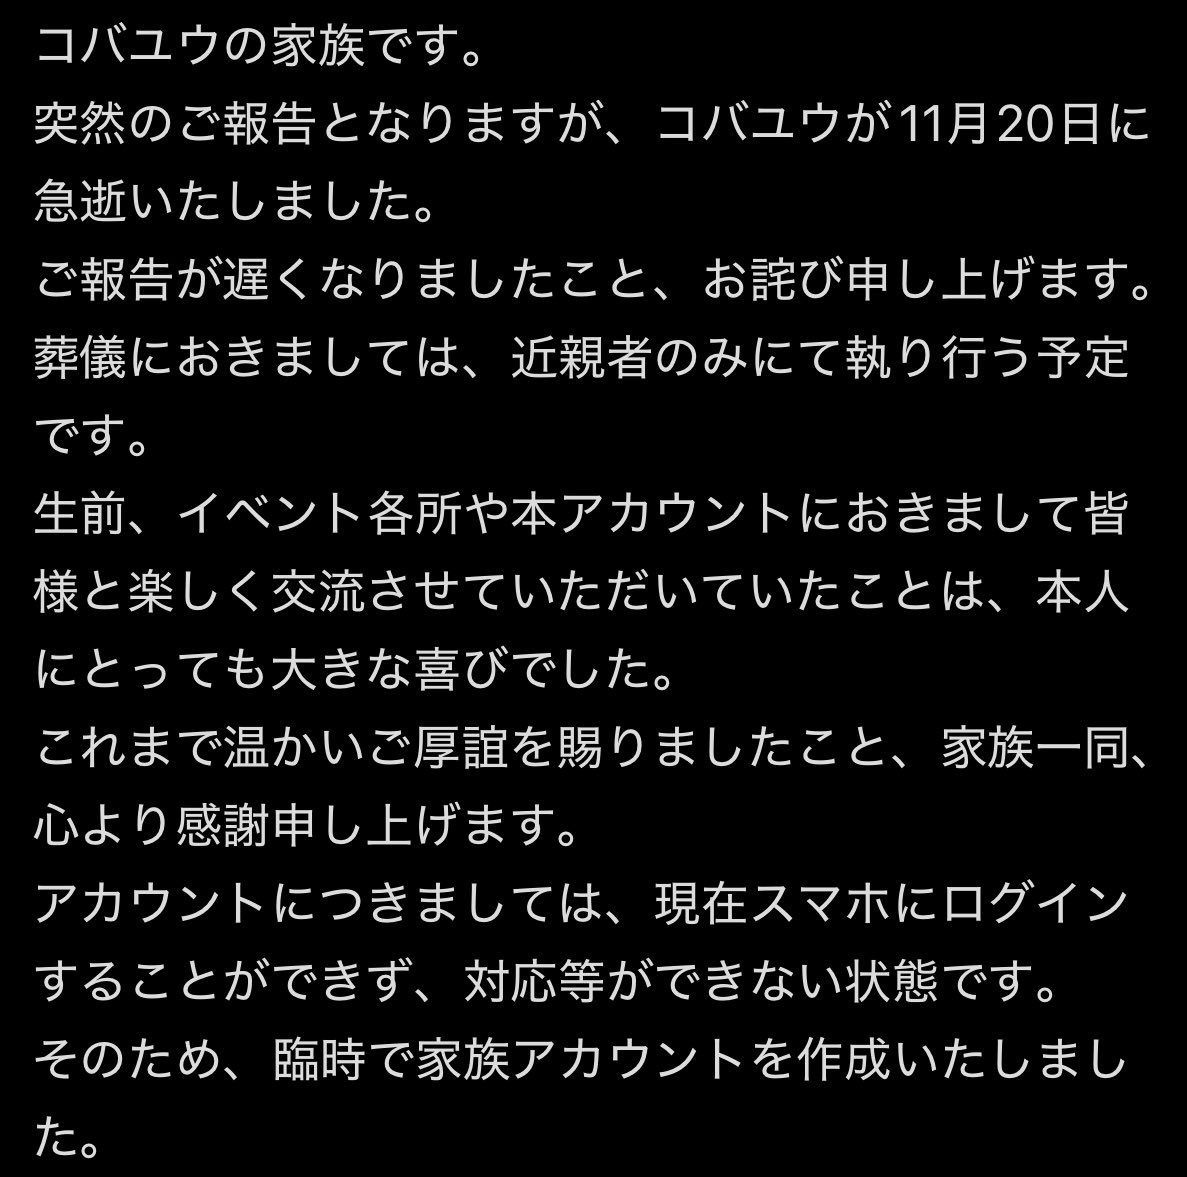 コバユウの家族です。
突然のご報告となりますが、コバユウが11月20日に
急逝いたしました。
ご報告が遅くなりましたこと、お詫び申し上げます。
葬儀におきましては、近親者のみにて執り行う予定
です。
生前、イベント各所や本アカウントにおきまして皆
様と楽しく交流させていただいていたことは、本人
にとっても大きな喜びでした。
これまで温かいご厚誼を賜りましたこと、家族一同、
心より感謝申し上げます。
アカウントにつきましては、現在スマホにログイン
することができず、対応等ができない状態です。
そのため、臨時で家族アカウントを作成いたしまし
た。